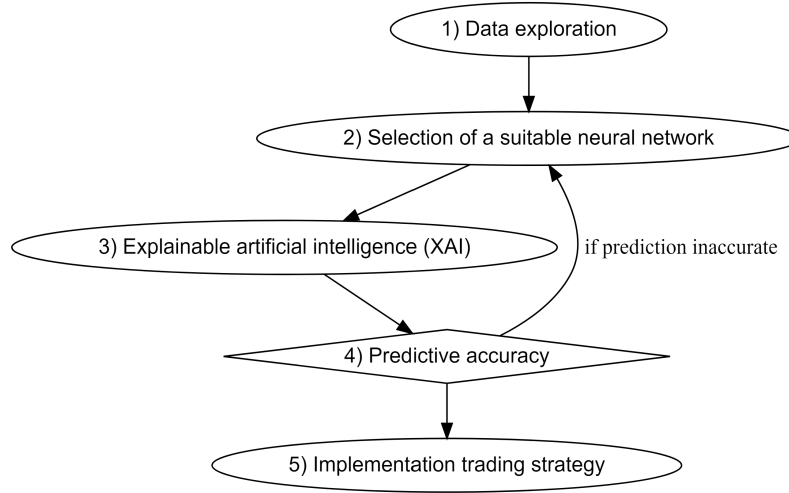 1) Data exploration
2) Selection of a suitable neural network
3) Explainable artificial intelligence (XAI)
if prediction inaccurate
4) Predictive accuracy
5) Implementation trading strategy